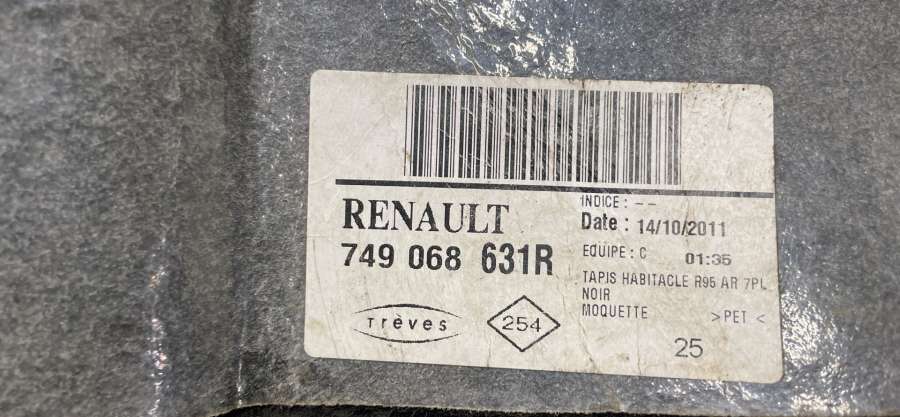 RENAULT
749 068 631R
Trèves
254
INDICE : --
Date : 14/10/2011
EQUIPE : C 01:35
TAPIS HABITACLE R95 AR 7PL
NOIR
MOQUETTE >PET<
25